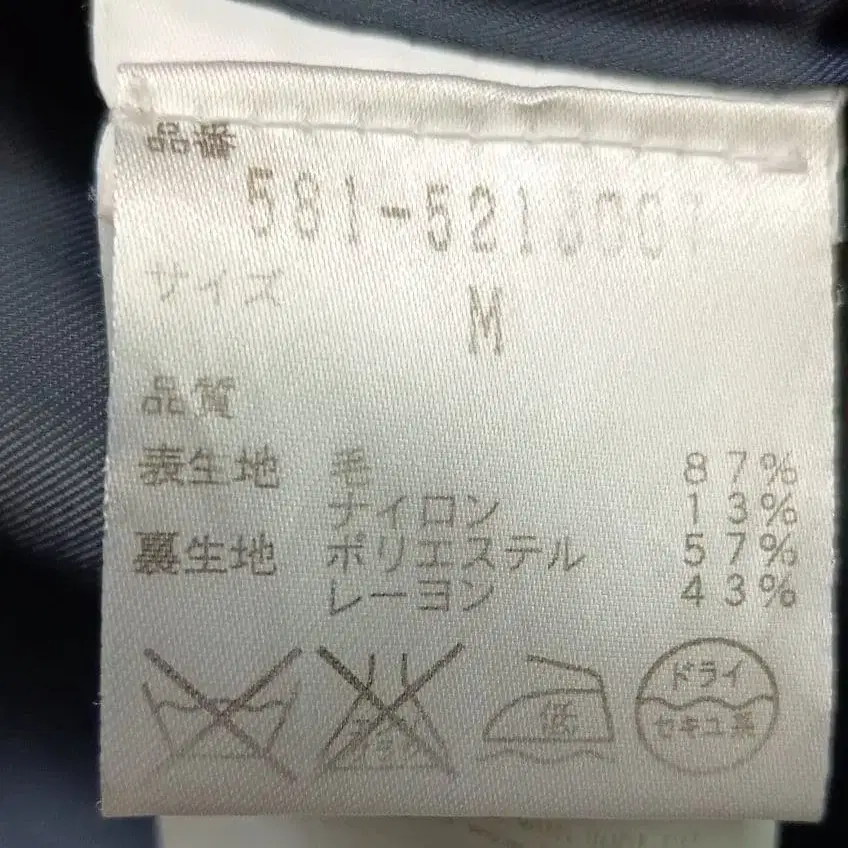 品番
581-5213001
サイズ
M
品質
表生地 毛 87%
ナイロン 13%
裏生地 ポリエステル 57%
レーヨン 43%
低
ドライ
セキユ系